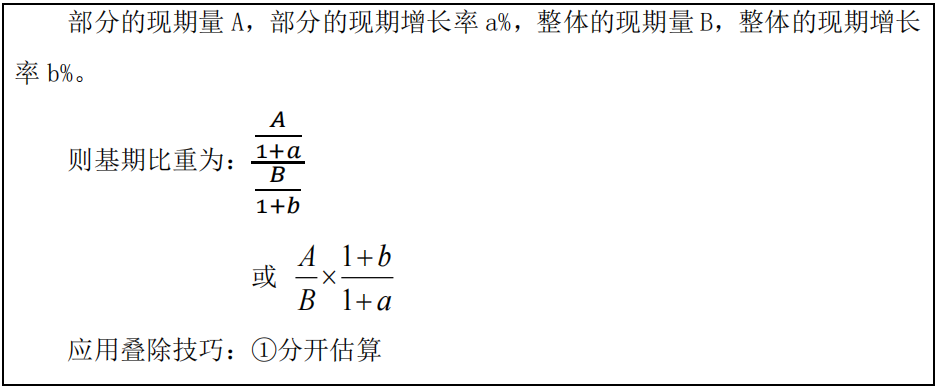 部分的现期量 A，部分的现期增长率 a%，整体的现期量 B，整体的现期增长
率 b%。
则基期比重为：\frac{\frac{A}{1+a}}{\frac{B}{1+b}}
或 \frac{A}{B}×\frac{1+b}{1+a}
应用叠除技巧：①分开估算